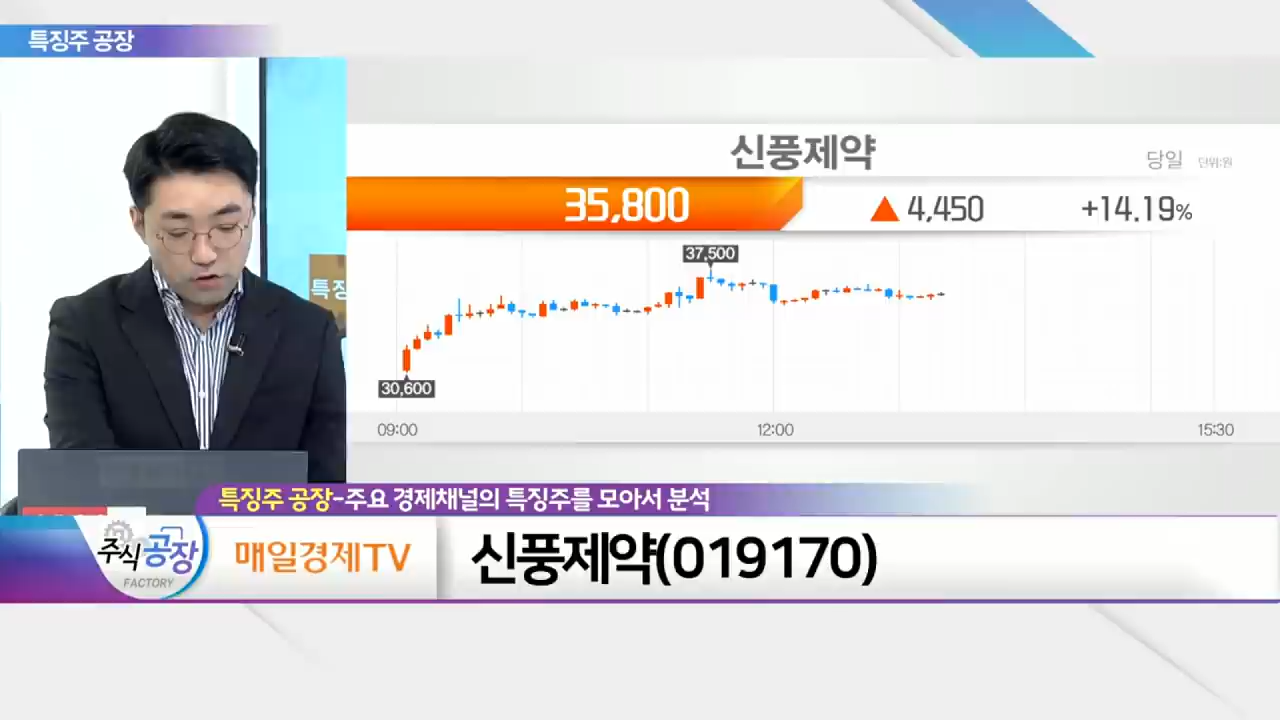 특징주 공장
신풍제약
당일 단위:원
35,800 ▲ 4,450 +14.19%
37,500
30,600
09:00 12:00 15:30
특징
특징주 공장-주요 경제채널의 특징주를 모아서 분석
주식공장
FACTORY
매일경제TV
신풍제약(019170)